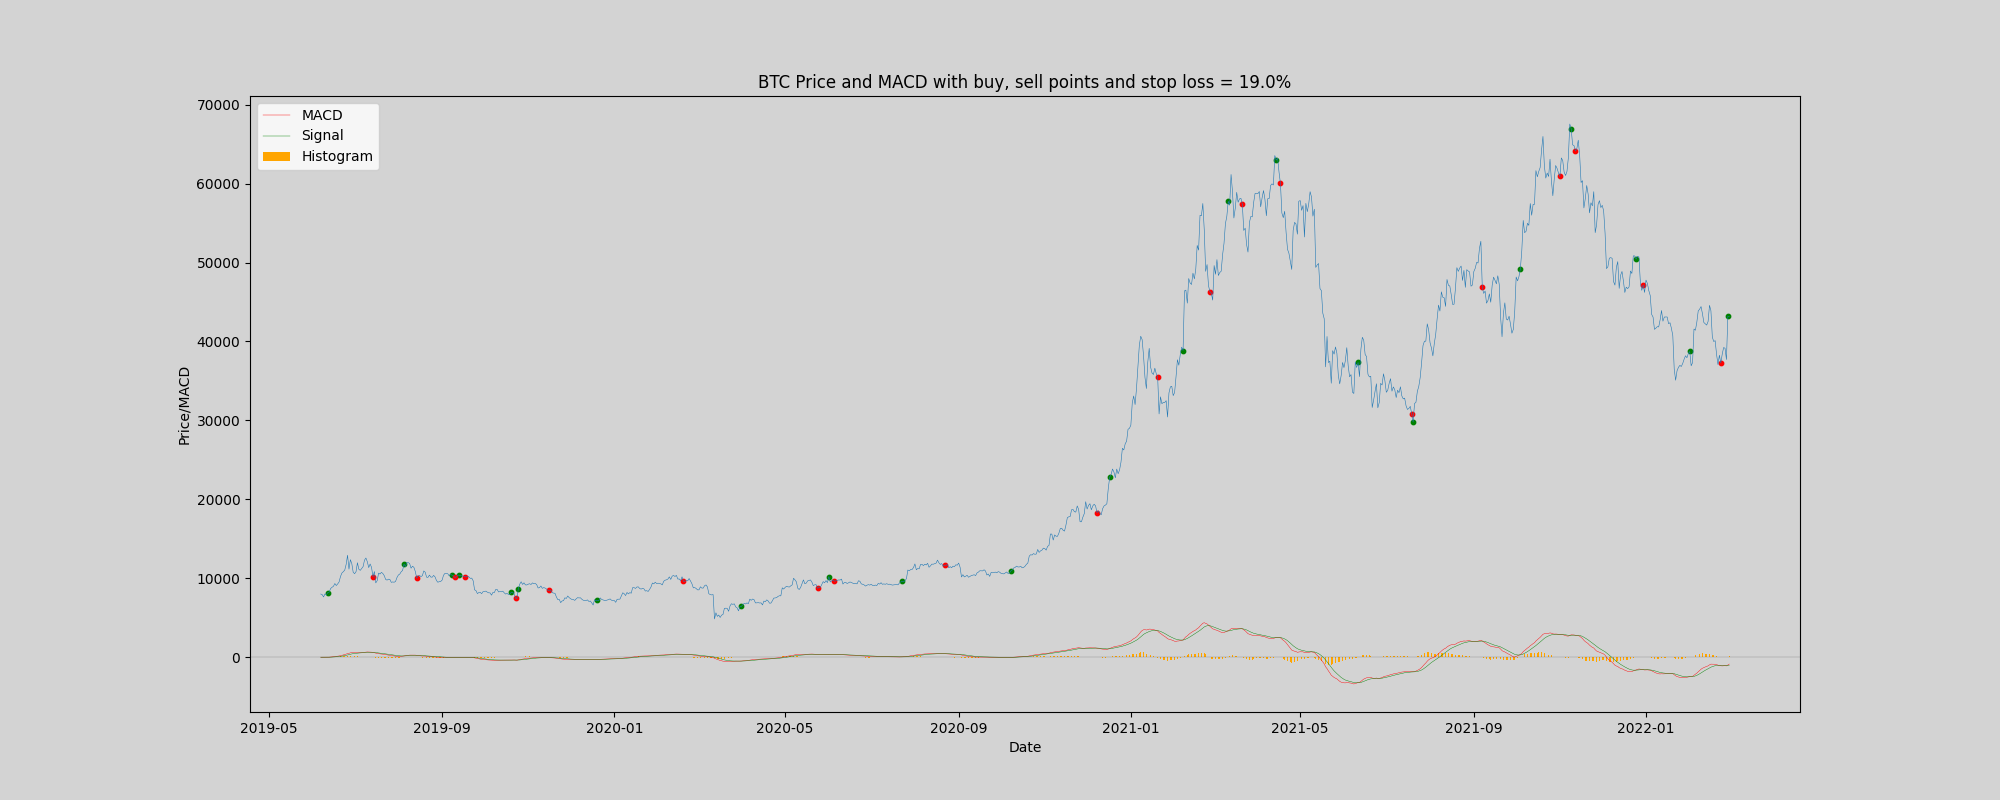 BTC Price and MACD with buy, sell points and stop loss = 19.0%
70000
60000
50000
40000
30000
20000
10000
0
Price/MACD
MACD
Signal
Histogram
2019-05
2019-09
2020-01
2020-05
2020-09
2021-01
2021-05
2021-09
2022-01
Date